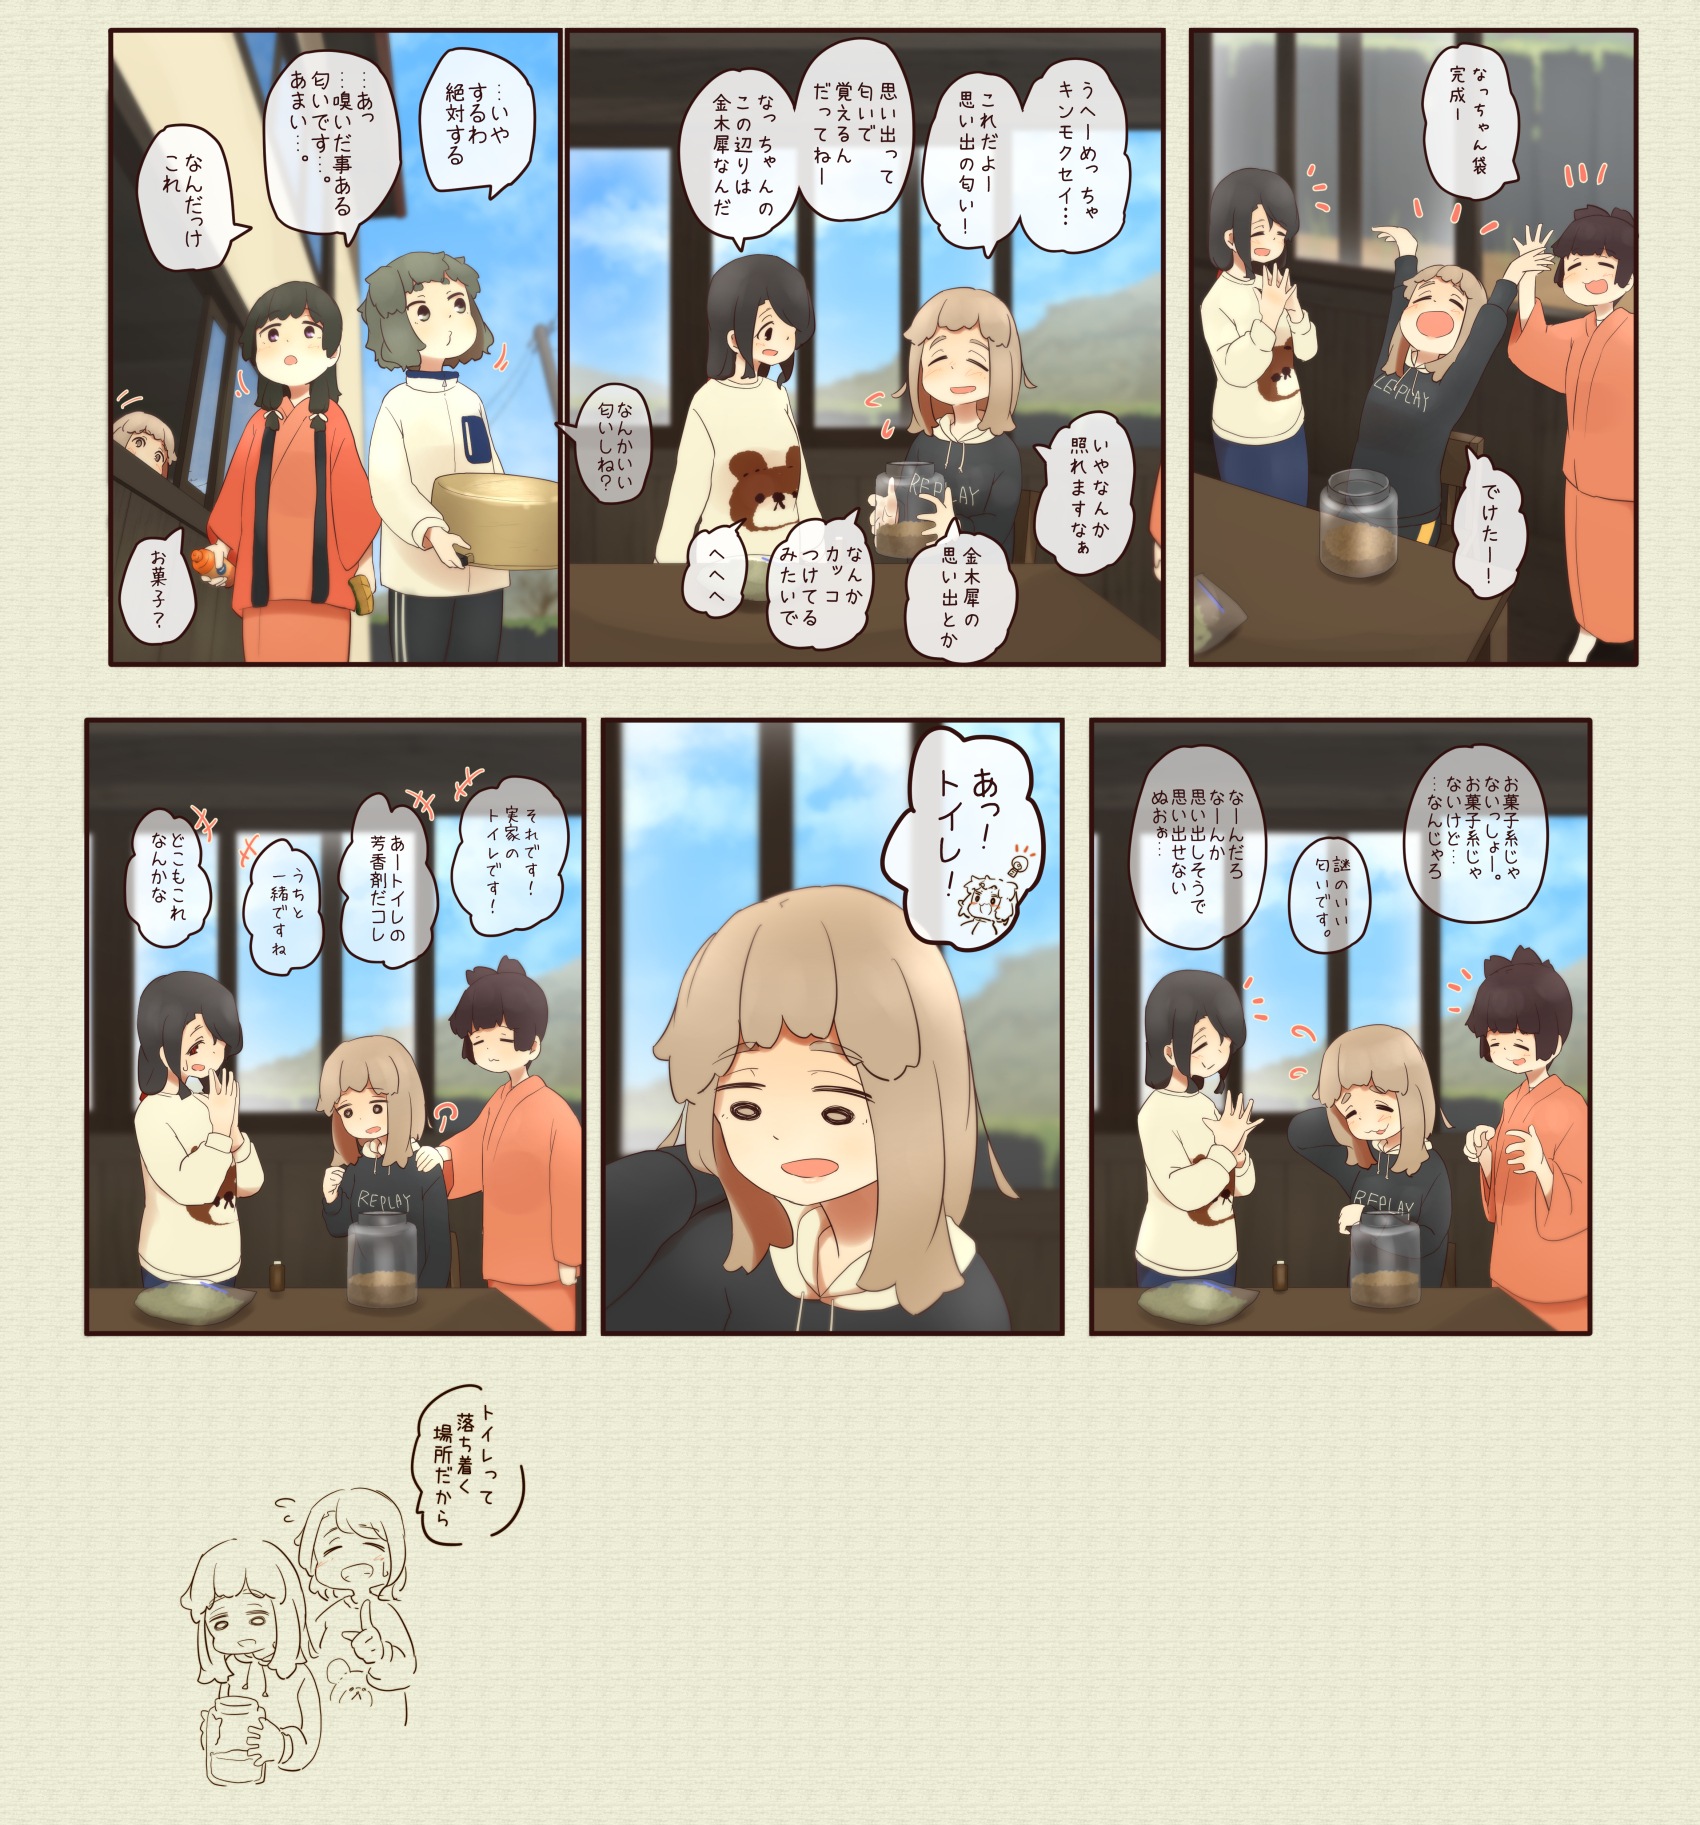 なっちゃん袋
完成ー
でけたー!
LEPLAY
うへーめっちゃ
キンモクセイ…
これだよー
思い出の匂い!
思い出って
匂いで
覚えるん
だってねー
なっちゃんの
この辺りは
金木犀なんだ
いやなんか
照れますなぁ
金木犀の
思い出とか
なんか
カッコ
つけてる
みたいで
へへへ
REPLAY
なんかいい
匂いしね?
…いや
するわ
絶対する
…あっ
…嗅いだ事ある
匂いです…。
あまい…。
なんだっけ
これ
お菓子?
お菓子系じゃ
ないっしょー。
お菓子系じゃ
ないけど…
…なんじゃろ
謎のいい
匂いです。
なーんだろ
なーんか
思い出しそうで
思い出せない
ぬおぉ…
REPLAY
あっ!
トイレ!
それです!
実家の
トイレです!
あートイレの
芳香剤だコレ
うちと
一緒ですね
どこもこれ
なんかな
REPLAY
トイレって
落ち着く
場所だから